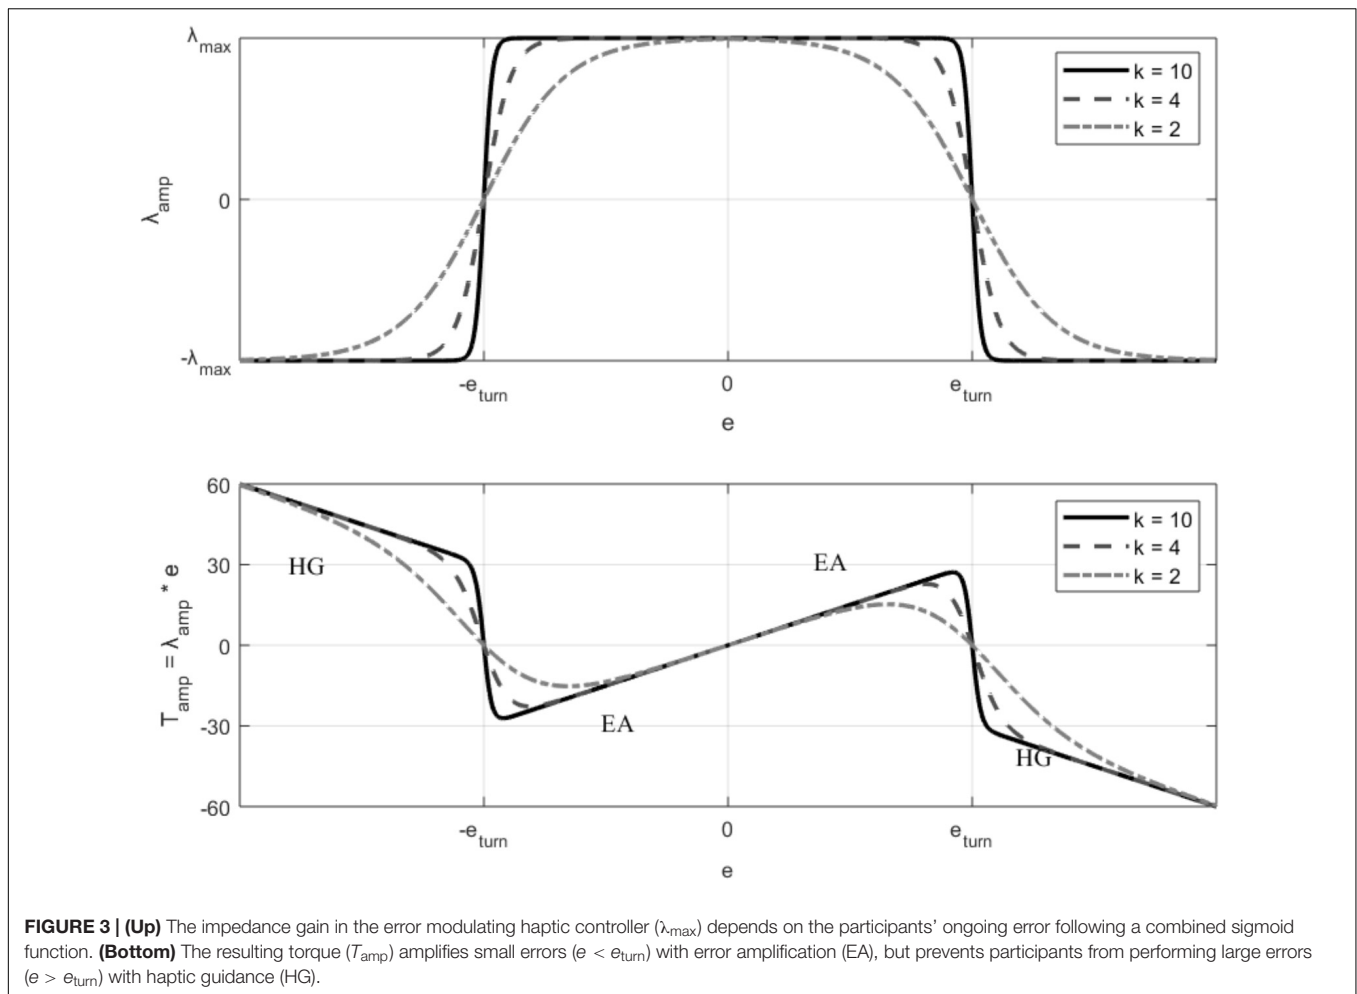 λmax
0
-λmax
λamp
k = 10
k = 4
k = 2
-eturn
0
eturn
e
60
30
0
-30
-60
Tamp = λamp * e
HG
EA
EA
HG
k = 10
k = 4
k = 2
-eturn
0
eturn
e
FIGURE 3 | (Up) The impedance gain in the error modulating haptic controller (λmax) depends on the participants' ongoing error following a combined sigmoid
function. (Bottom) The resulting torque (Tamp) amplifies small errors (e < eturn) with error amplification (EA), but prevents participants from performing large errors
(e > eturn) with haptic guidance (HG).